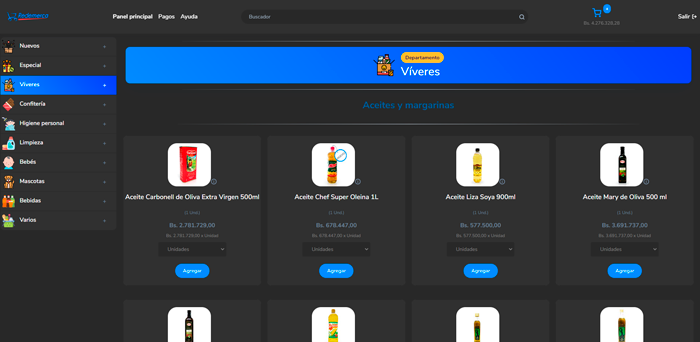 Redemerca
Panel principal Pagos Ayuda
Buscador
4
Bs. 4.276.318,26
Salir
Nuevos +
Especial +
Víveres +
Confitería +
Higiene personal +
Limpieza +
Bebés +
Mascotas +
Bebidas +
Varios +
Departamento
Víveres
Aceites y margarinas
Aceite Carbonell de Oliva Extra Virgen 500ml
(1 Und.)
Bs. 2.781.729,00
Bs. 2.781.729,00 x Unidad
Unidades
Agregar
Aceite Chef Super Oleina 1L
(1 Und.)
Bs. 678.447,00
Bs. 678.447,00 x Unidad
Unidades
Agregar
Aceite Liza Soya 900ml
(1 Und.)
Bs. 577.500,00
Bs. 577.500,00 x Unidad
Unidades
Agregar
Aceite Mary de Oliva 500 ml
(1 Und.)
Bs. 3.691.737,00
Bs. 3.691.737,00 x Unidad
Unidades
Agregar